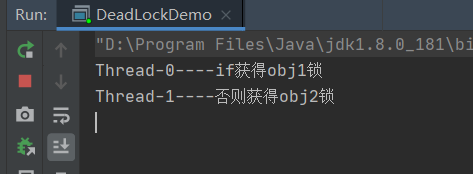 Run: DeadLockDemo ×
"D:\Program Files\Java\jdk1.8.0_181\bi
Thread-0----if获得obj1锁
Thread-1----否则获得obj2锁